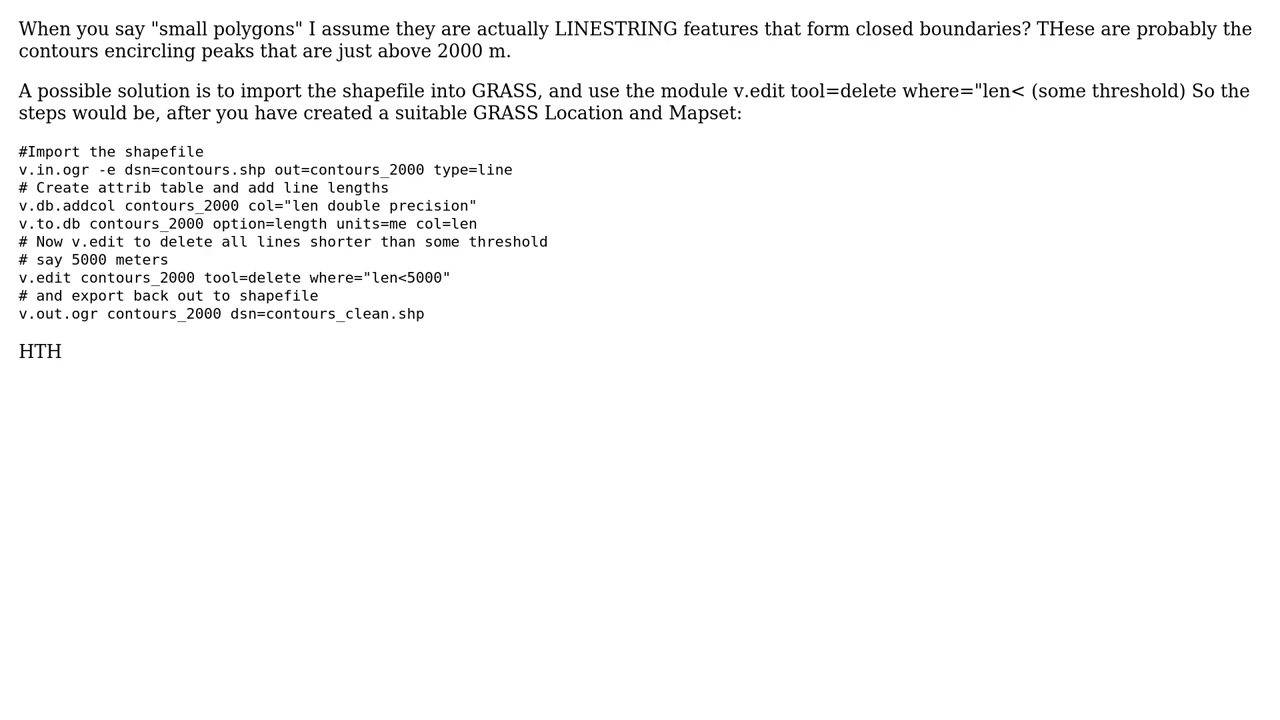 When you say "small polygons" I assume they are actually LINESTRING features that form closed boundaries? THese are probably the
contours encircling peaks that are just above 2000 m.
A possible solution is to import the shapefile into GRASS, and use the module v.edit tool=delete where="len< (some threshold) So the
steps would be, after you have created a suitable GRASS Location and Mapset:
#Import the shapefile
v.in.ogr -e dsn=contours.shp out=contours_2000 type=line
# Create attrib table and add line lengths
v.db.addcol contours_2000 col="len double precision"
v.to.db contours_2000 option=length units=me col=len
# Now v.edit to delete all lines shorter than some threshold
# say 5000 meters
v.edit contours_2000 tool=delete where="len<5000"
# and export back out to shapefile
v.out.ogr contours_2000 dsn=contours_clean.shp
HTH